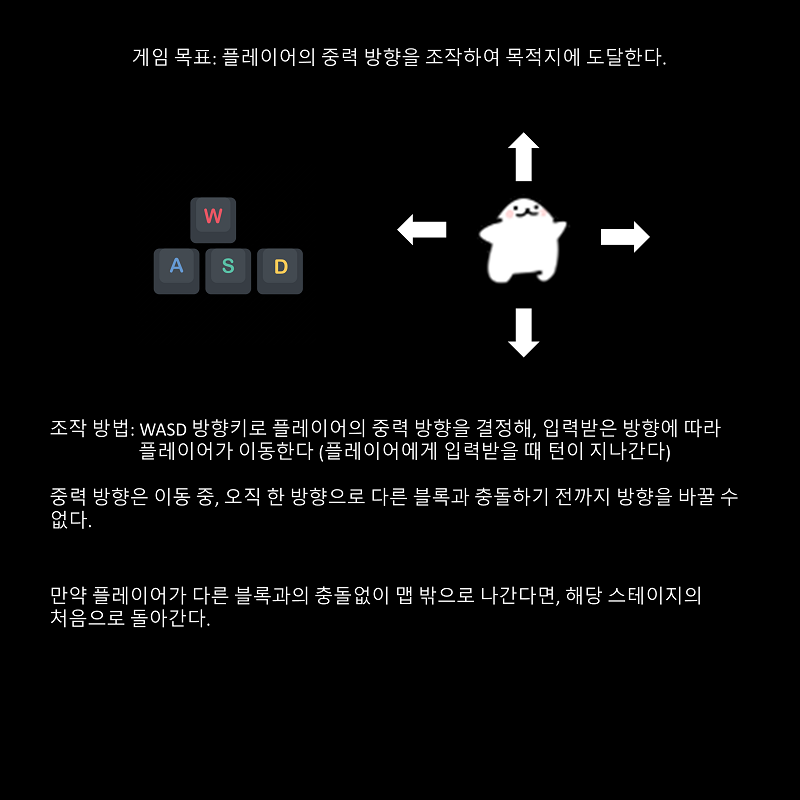 게임 목표: 플레이어의 중력 방향을 조작하여 목적지에 도달한다.
W
A S D
조작 방법: WASD 방향키로 플레이어의 중력 방향을 결정해, 입력받은 방향에 따라
플레이어가 이동한다 (플레이어에게 입력받을 때 턴이 지나간다)
중력 방향은 이동 중, 오직 한 방향으로 다른 블록과 충돌하기 전까지 방향을 바꿀 수
없다.
만약 플레이어가 다른 블록과의 충돌없이 맵 밖으로 나간다면, 해당 스테이지의
처음으로 돌아간다.